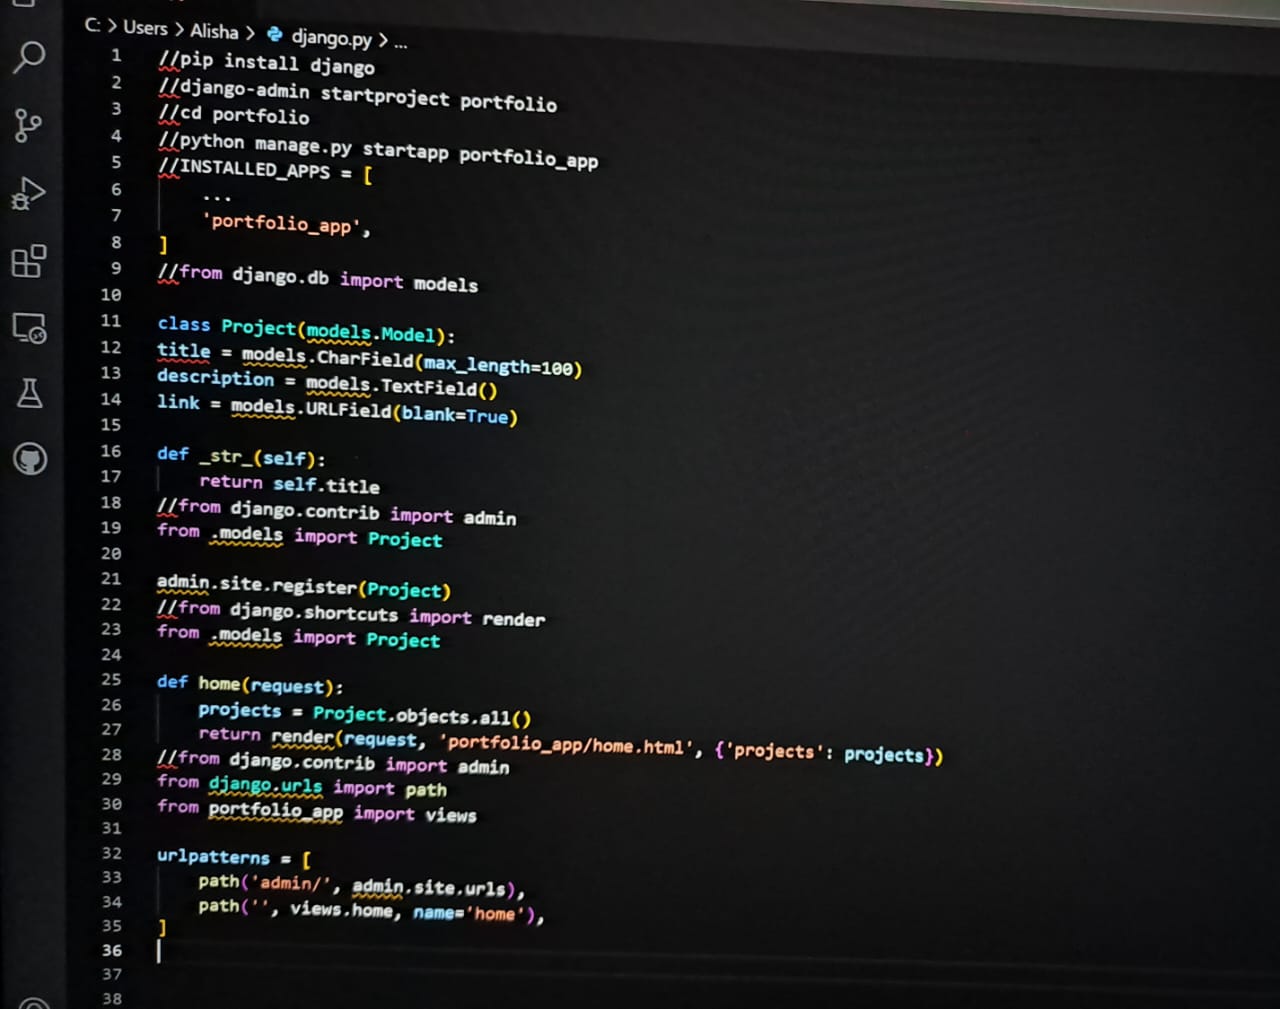 C: > Users > Alisha > django.py > ...
1 //pip install django
2 //django-admin startproject portfolio
3 //cd portfolio
4 //python manage.py startapp portfolio_app
5 //INSTALLED_APPS = [
6     ...
7     'portfolio_app',
8 ]
9 //from django.db import models
10
11 class Project(models.Model):
12 title = models.CharField(max_length=100)
13 description = models.TextField()
14 link = models.URLField(blank=True)
15
16 def _str_(self):
17     return self.title
18 //from django.contrib import admin
19 from .models import Project
20
21 admin.site.register(Project)
22 //from django.shortcuts import render
23 from .models import Project
24
25 def home(request):
26     projects = Project.objects.all()
27     return render(request, 'portfolio_app/home.html', {'projects': projects})
28 //from django.contrib import admin
29 from django.urls import path
30 from portfolio_app import views
31
32 urlpatterns = [
33     path('admin/', admin.site.urls),
34     path('', views.home, name='home'),
35 ]
36
37
38